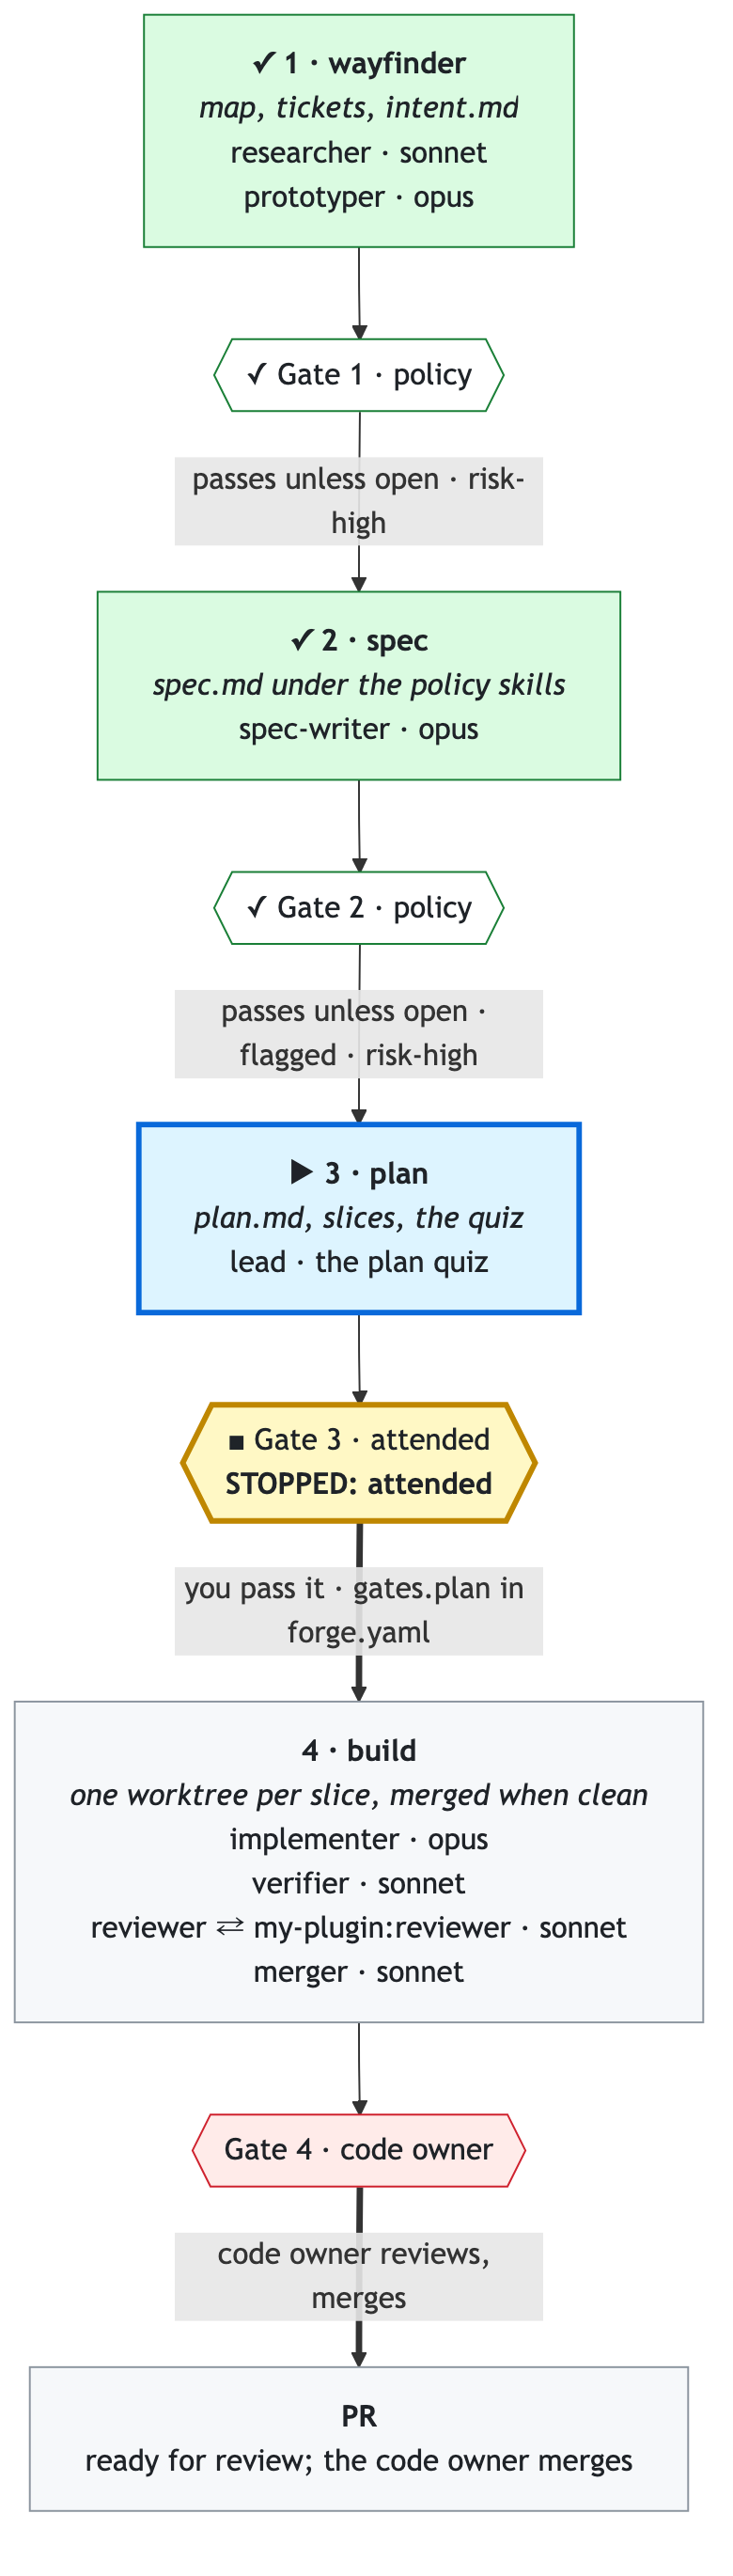 ✓ 1 · wayfinder
map, tickets, intent.md
researcher · sonnet
prototyper · opus
✓ Gate 1 · policy
passes unless open · risk-
high
✓ 2 · spec
spec.md under the policy skills
spec-writer · opus
✓ Gate 2 · policy
passes unless open ·
flagged · risk-high
▶ 3 · plan
plan.md, slices, the quiz
lead · the plan quiz
■ Gate 3 · attended
STOPPED: attended
you pass it · gates.plan in
forge.yaml
4 · build
one worktree per slice, merged when clean
implementer · opus
verifier · sonnet
reviewer ⇄ my-plugin:reviewer · sonnet
merger · sonnet
Gate 4 · code owner
code owner reviews,
merges
PR
ready for review; the code owner merges